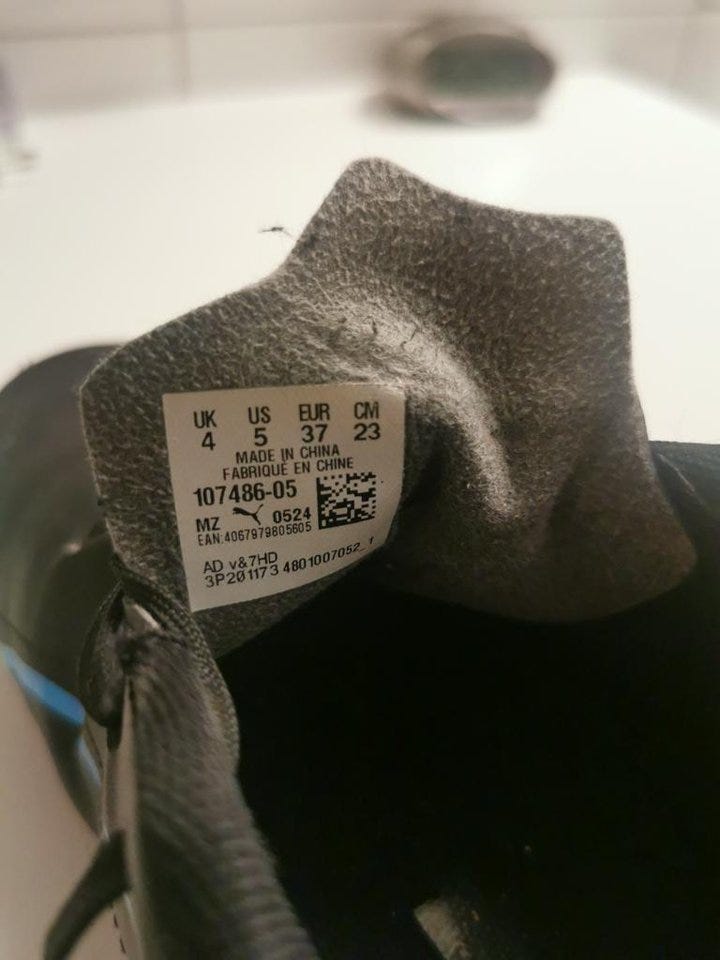 UK US EUR CM
4 5 37 23
MADE IN CHINA
FABRIQUÉ EN CHINE
107486-05
MZ 0524
EAN:4067979805605
AD v&7HD
3P201173 4801007052_1